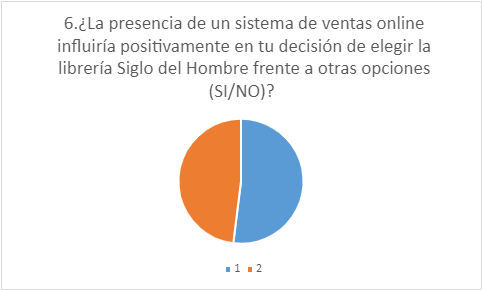 6.¿La presencia de un sistema de ventas online
influiría positivamente en tu decisión de elegir la
librería Siglo del Hombre frente a otras opciones
(SI/NO)?
1 2